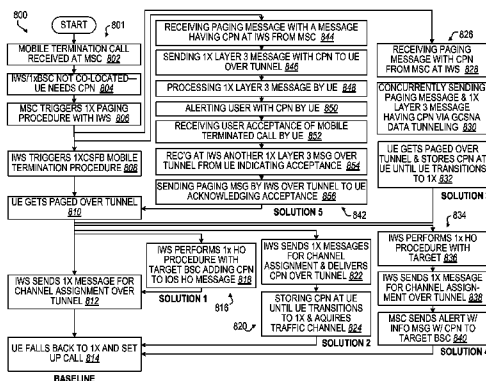 800
START
801
MOBILE TERMINATION CALL
RECEIVED AT MSC 802
IWS/1xBSC NOT CO-LOCATED—
UE NEEDS CPN 804
MSC TRIGGERS 1X PAGING
PROCEDURE WITH IWS 806
IWS TRIGGERS 1XCSFB MOBILE
TERMINATION PROCEDURE 808
UE GETS PAGED OVER TUNNEL
810
IWS SENDS 1X MESSAGE
FOR CHANNEL ASSIGNMENT
OVER TUNNEL 812
UE FALLS BACK TO 1X AND SET
UP CALL 814
BASELINE
RECEIVING PAGING MESSAGE WITH A MESSAGE
HAVING CPN AT IWS FROM MSC 844
SENDING 1X LAYER 3 MESSAGE WITH CPN TO UE
OVER TUNNEL 846
PROCESSING 1X LAYER 3 MESSAGE BY UE 848
ALERTING USER WITH CPN BY UE 850
RECEIVING USER ACCEPTANCE OF MOBILE
TERMINATED CALL BY UE 852
REC'G AT IWS ANOTHER 1X LAYER 3 MSG OVER
TUNNEL FROM UE INDICATING ACCEPTANCE 854
SENDING PAGING MSG BY IWS OVER TUNNEL TO UE
ACKNOWLEDGING ACCEPTANCE 856
SOLUTION 5
842
IWS PERFORMS 1X HO
PROCEDURE WITH
TARGET BSC ADDING CPN
TO IOS HO MESSAGE 818
SOLUTION 1
816
IWS SENDS 1X MESSAGES
FOR CHANNEL
ASSIGNMENT & DELIVERS
CPN OVER TUNNEL 822
STORING CPN AT UE
UNTIL UE TRANSITIONS
TO 1X & AQUIRES
TRAFFIC CHANNEL 824
820
SOLUTION 2
826
RECEIVING PAGING
MESSAGE WITH CPN
FROM MSC AT IWS 828
CONCURRENTLY SENDING
PAGING MESSAGE & 1X
LAYER 3 MESSAGE
HAVING CPN VIA GCSNA
DATA TUNNELING 830
UE GETS PAGED OVER
TUNNEL & STORES CPN
AT UE UNTIL UE
TRANSITIONS TO 1X 832
SOLUTION
834
IWS PERFORMS 1X HO
PROCEDURE WITH
TARGET 836
IWS SENDS 1X MESSAGE
FOR CHANNEL ASSIGN-
MENT OVER TUNNEL 838
MSC SENDS ALERT W/
INFO MSG W/ CPN TO
TARGET BSC 840
SOLUTION 4